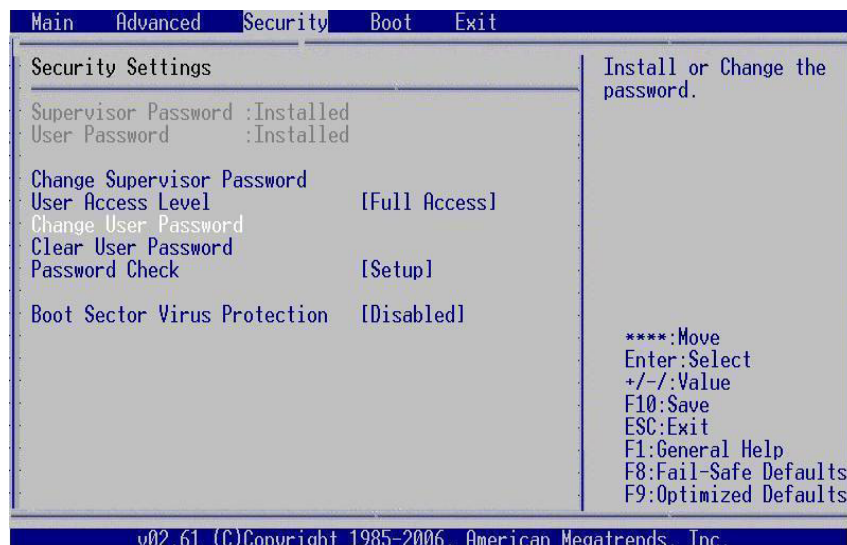 Main Advanced Security Boot Exit
Security Settings
Supervisor Password :Installed
User Password :Installed
Change Supervisor Password
User Access Level [Full Access]
Change User Password
Clear User Password
Password Check [Setup]
Boot Sector Virus Protection [Disabled]
Install or Change the
password.
****:Move
Enter:Select
+/-/:Value
F10:Save
ESC:Exit
F1:General Help
F8:Fail-Safe Defaults
F9:Optimized Defaults
v02.61 (C)Copyright 1985-2006, American Megatrends, Inc.